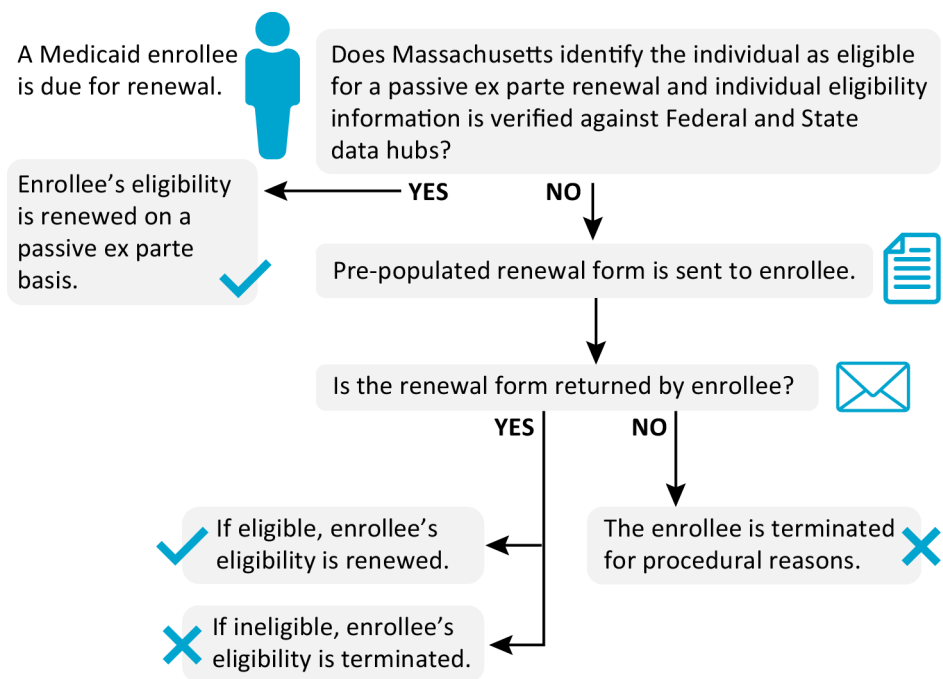 A Medicaid enrollee
is due for renewal.
Does Massachusetts identify the individual as eligible
for a passive ex parte renewal and individual eligibility
information is verified against Federal and State
data hubs?
YES
NO
Enrollee’s eligibility
is renewed on a
passive ex parte
basis.
Pre-populated renewal form is sent to enrollee.
Is the renewal form returned by enrollee?
YES
NO
If eligible, enrollee’s
eligibility is renewed.
The enrollee is terminated
for procedural reasons.
If ineligible, enrollee’s
eligibility is terminated.